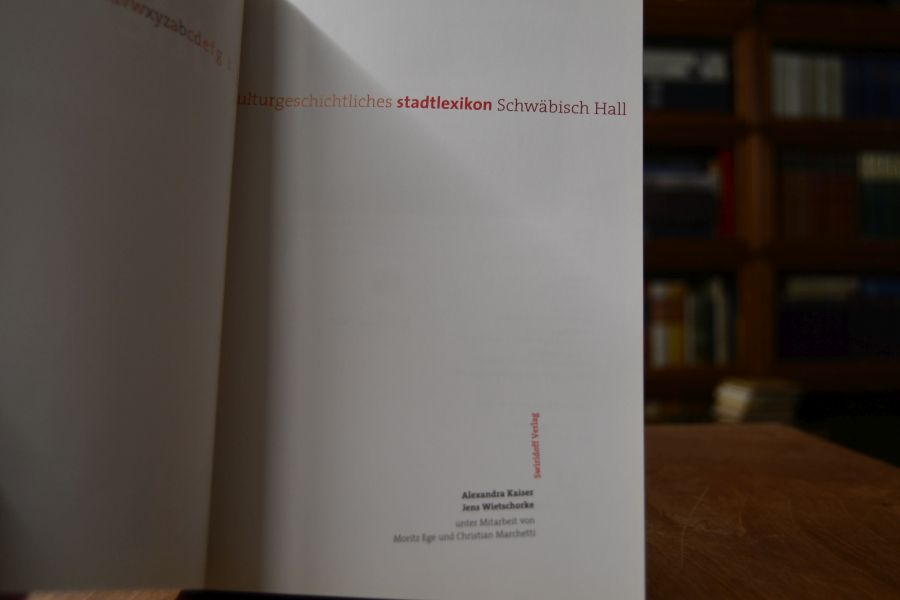 wxyzabcdefg
ulturgeschichtliches stadtlexikon Schwäbisch Hall
Swiridoff Verlag
Alexandra Kaiser
Jens Wietschorke
unter Mitarbeit von
Moritz Ege und Christian Marchetti